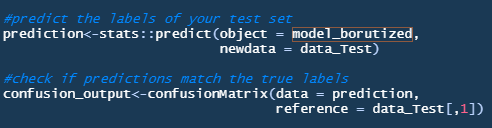 #predict the labels of your test set
prediction<-stats::predict(object = model_borutized,
newdata = data_Test)
#check if predictions match the true labels
confusion_output<-confusionMatrix(data = prediction,
reference = data_Test[,1])